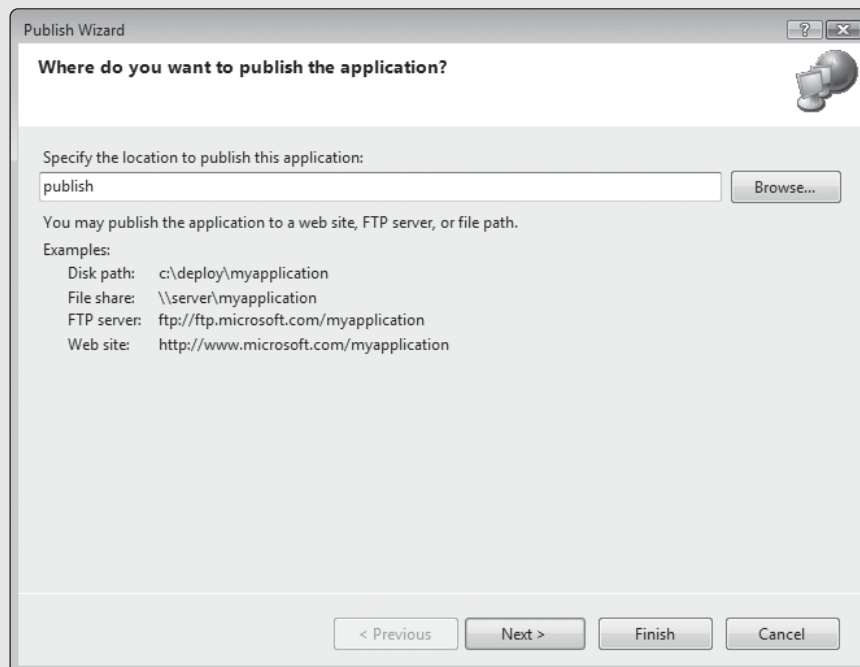 Publish Wizard
Where do you want to publish the application?
Specify the location to publish this application:
publish
Browse...
You may publish the application to a web site, FTP server, or file path.
Examples:
Disk path: c:\deploy\myapplication
File share: \\server\myapplication
FTP server: ftp://ftp.microsoft.com/myapplication
Web site: http://www.microsoft.com/myapplication
< Previous
Next >
Finish
Cancel